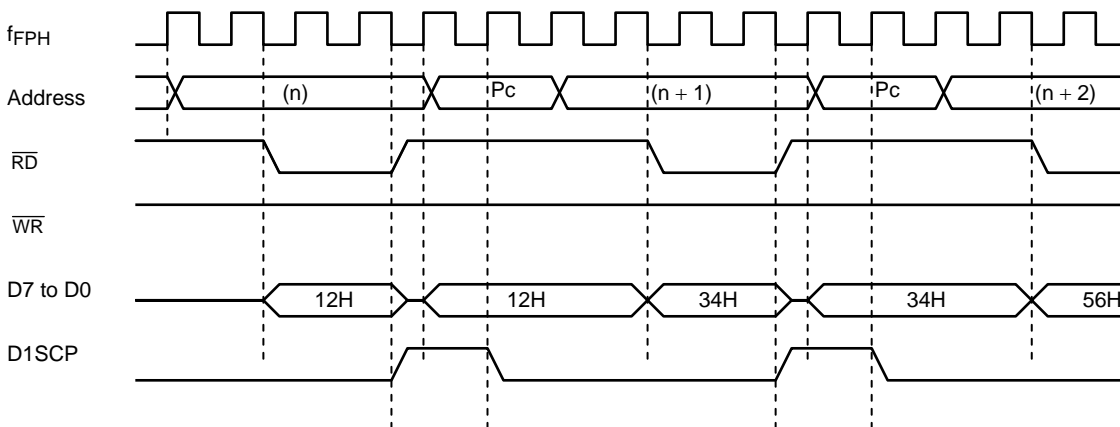 fFPH
Address (n) Pc (n + 1) Pc (n + 2)
RD
WR
D7 to D0 12H 12H 34H 34H 56H
D1SCP